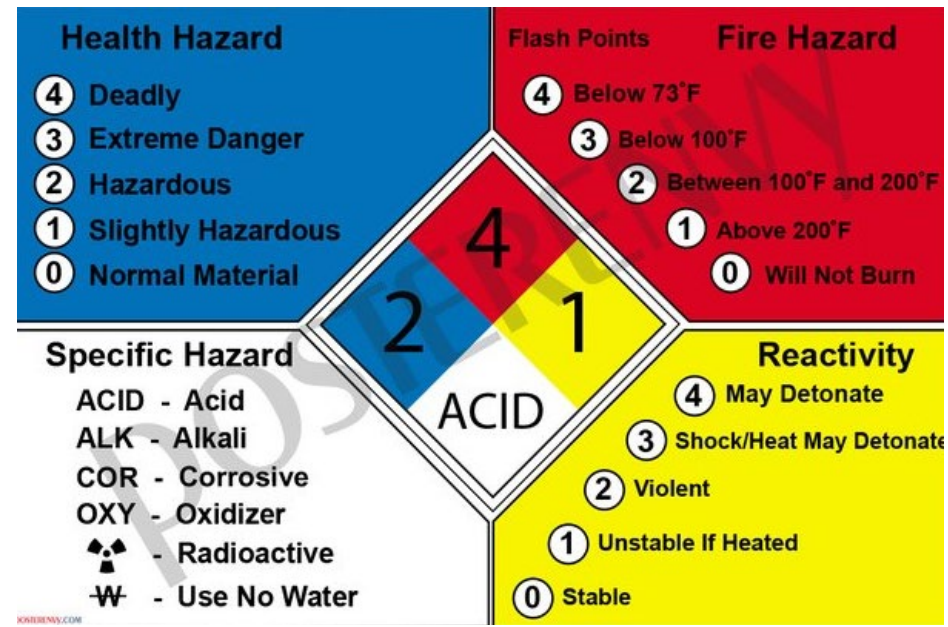 Health Hazard
4 Deadly
3 Extreme Danger
2 Hazardous
1 Slightly Hazardous
0 Normal Material
Flash Points Fire Hazard
4 Below 73°F
3 Below 100°F
2 Between 100°F and 200°F
1 Above 200°F
0 Will Not Burn
4
2
1
ACID
Specific Hazard
ACID - Acid
ALK - Alkali
COR - Corrosive
OXY - Oxidizer
- Radioactive
W - Use No Water
Reactivity
4 May Detonate
3 Shock/Heat May Detonate
2 Violent
1 Unstable If Heated
0 Stable
POSTERENVY
POSTERENVY.COM